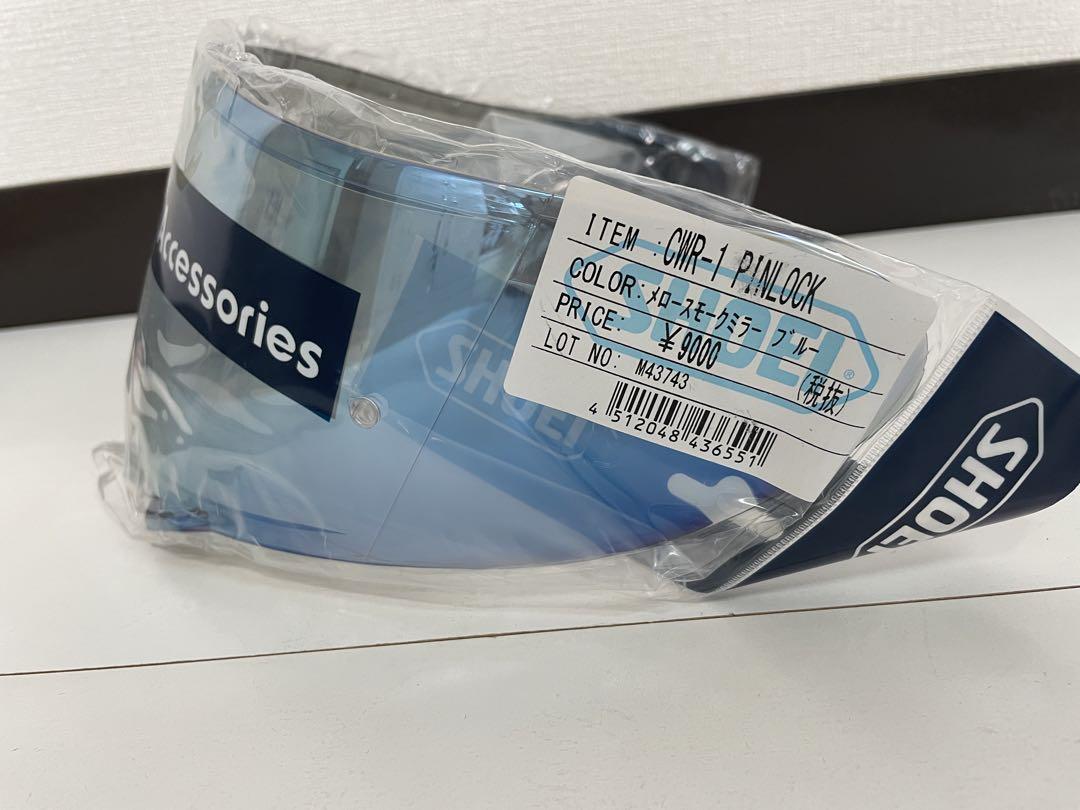 Accessories
SHOEI
ITEM :CWR-1 PINLOCK
COLOR:メロースモークミラー ブルー
PRICE: ¥9000 (税抜)
LOT NO: M43743
SHOEI®
4 512048 436551
SHOEI